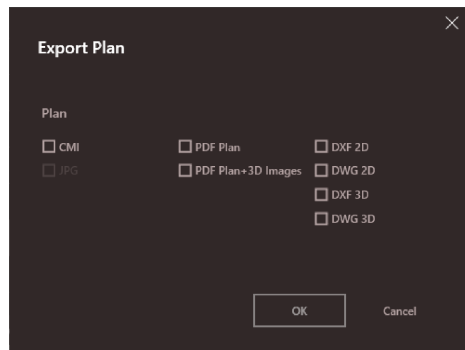 Export Plan
Plan
CMI
PDF Plan
DXF 2D
JPG
PDF Plan+3D Images
DWG 2D
DXF 3D
DWG 3D
OK
Cancel